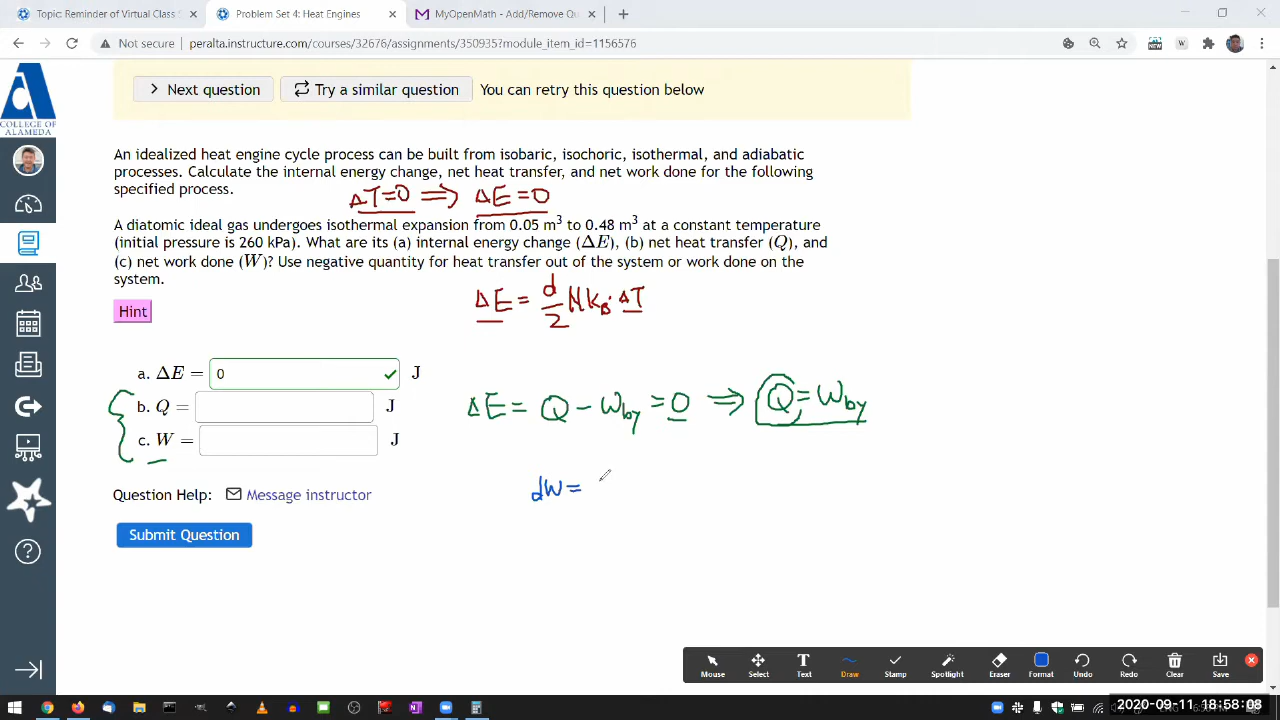 Topic: Reminder of Virtual Class
Problem Set 4: Heat Engines
MyOpenMath - Add/Remove Qu
Not secure | peralta.instructure.com/courses/32676/assignments/350935?module_item_id=1156576
NEW
W
COLLEGE OF
ALAMEDA
Next question
Try a similar question
You can retry this question below
An idealized heat engine cycle process can be built from isobaric, isochoric, isothermal, and adiabatic
processes. Calculate the internal energy change, net heat transfer, and net work done for the following
specified process.
ΔT=0 ⟹ ΔE=0
A diatomic ideal gas undergoes isothermal expansion from 0.05 m³ to 0.48 m³ at a constant temperature
(initial pressure is 260 kPa). What are its (a) internal energy change (ΔE), (b) net heat transfer (Q), and
(c) net work done (W)? Use negative quantity for heat transfer out of the system or work done on the
system.
ΔE = d/2 N k_B · ΔT
Hint
a. ΔE = 0 J
b. Q = J
c. W = J
ΔE = Q - W_by = 0 ⟹ Q = W_by
dW =
Question Help: Message instructor
Submit Question
Mouse Select Text Draw Stamp Spotlight Eraser Format Undo Redo Clear Save
2020-09-11 18:58:08